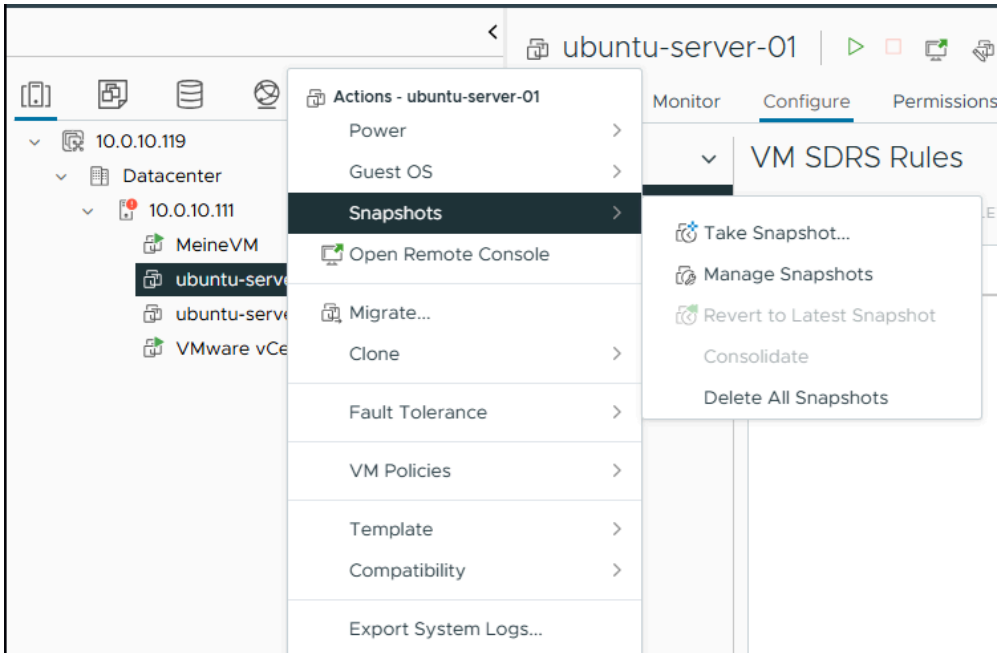 ubuntu-server-01
Monitor
Configure
Permissions
10.0.10.119
Datacenter
10.0.10.111
MeineVM
ubuntu-serve
ubuntu-serve
VMware vCe
Actions - ubuntu-server-01
Power
Guest OS
Snapshots
Open Remote Console
Migrate...
Clone
Fault Tolerance
VM Policies
Template
Compatibility
Export System Logs...
VM SDRS Rules
Take Snapshot...
Manage Snapshots
Revert to Latest Snapshot
Consolidate
Delete All Snapshots